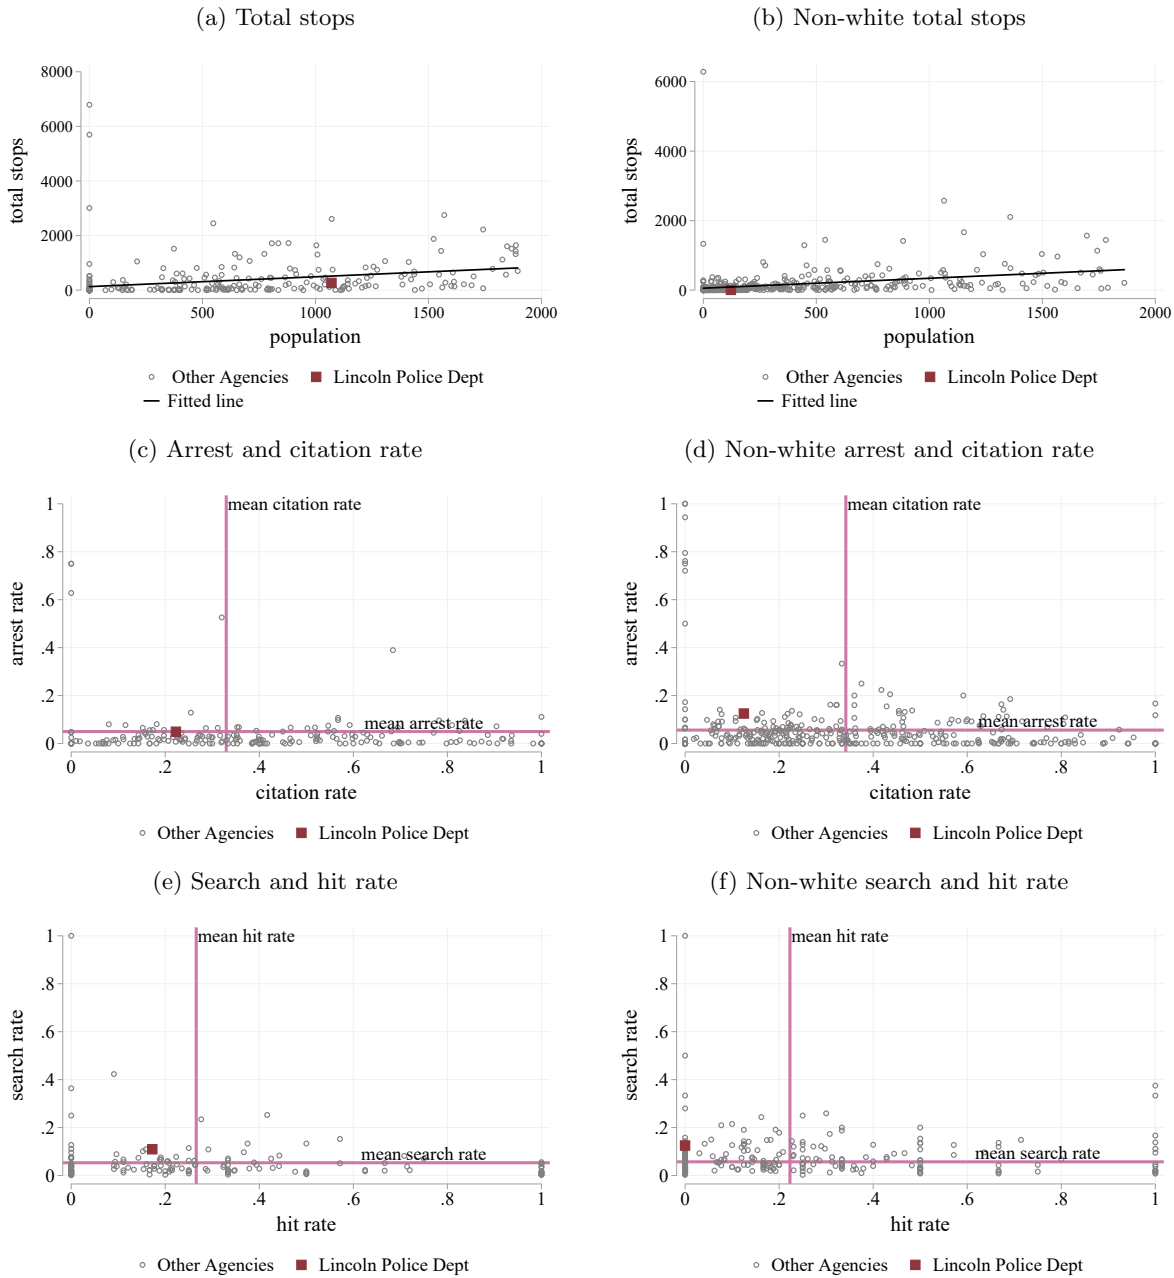 (a) Total stops
8000
6000
4000
2000
0
total stops
0 500 1000 1500 2000
population
Other Agencies Lincoln Police Dept
Fitted line
(b) Non-white total stops
6000
4000
2000
0
total stops
0 500 1000 1500 2000
population
Other Agencies Lincoln Police Dept
Fitted line
(c) Arrest and citation rate
1
.8
.6
.4
.2
0
arrest rate
mean citation rate
mean arrest rate
0 .2 .4 .6 .8 1
citation rate
Other Agencies Lincoln Police Dept
(d) Non-white arrest and citation rate
1
.8
.6
.4
.2
0
arrest rate
mean citation rate
mean arrest rate
0 .2 .4 .6 .8 1
citation rate
Other Agencies Lincoln Police Dept
(e) Search and hit rate
1
.8
.6
.4
.2
0
search rate
mean hit rate
mean search rate
0 .2 .4 .6 .8 1
hit rate
Other Agencies Lincoln Police Dept
(f) Non-white search and hit rate
1
.8
.6
.4
.2
0
search rate
mean hit rate
mean search rate
0 .2 .4 .6 .8 1
hit rate
Other Agencies Lincoln Police Dept